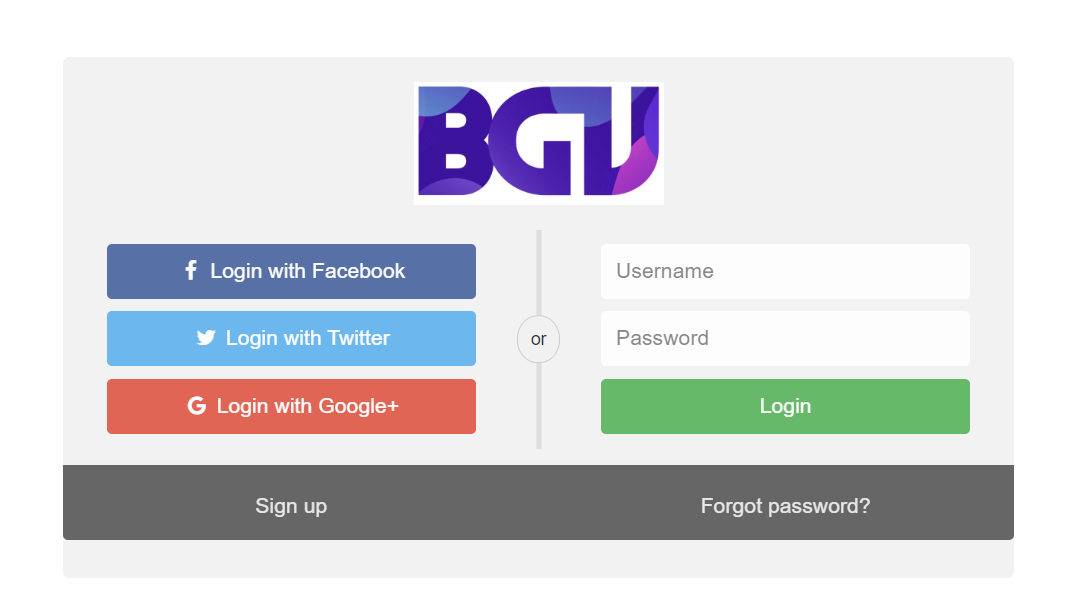 BGU
Login with Facebook
Login with Twitter
Login with Google+
or
Username
Password
Login
Sign up
Forgot password?